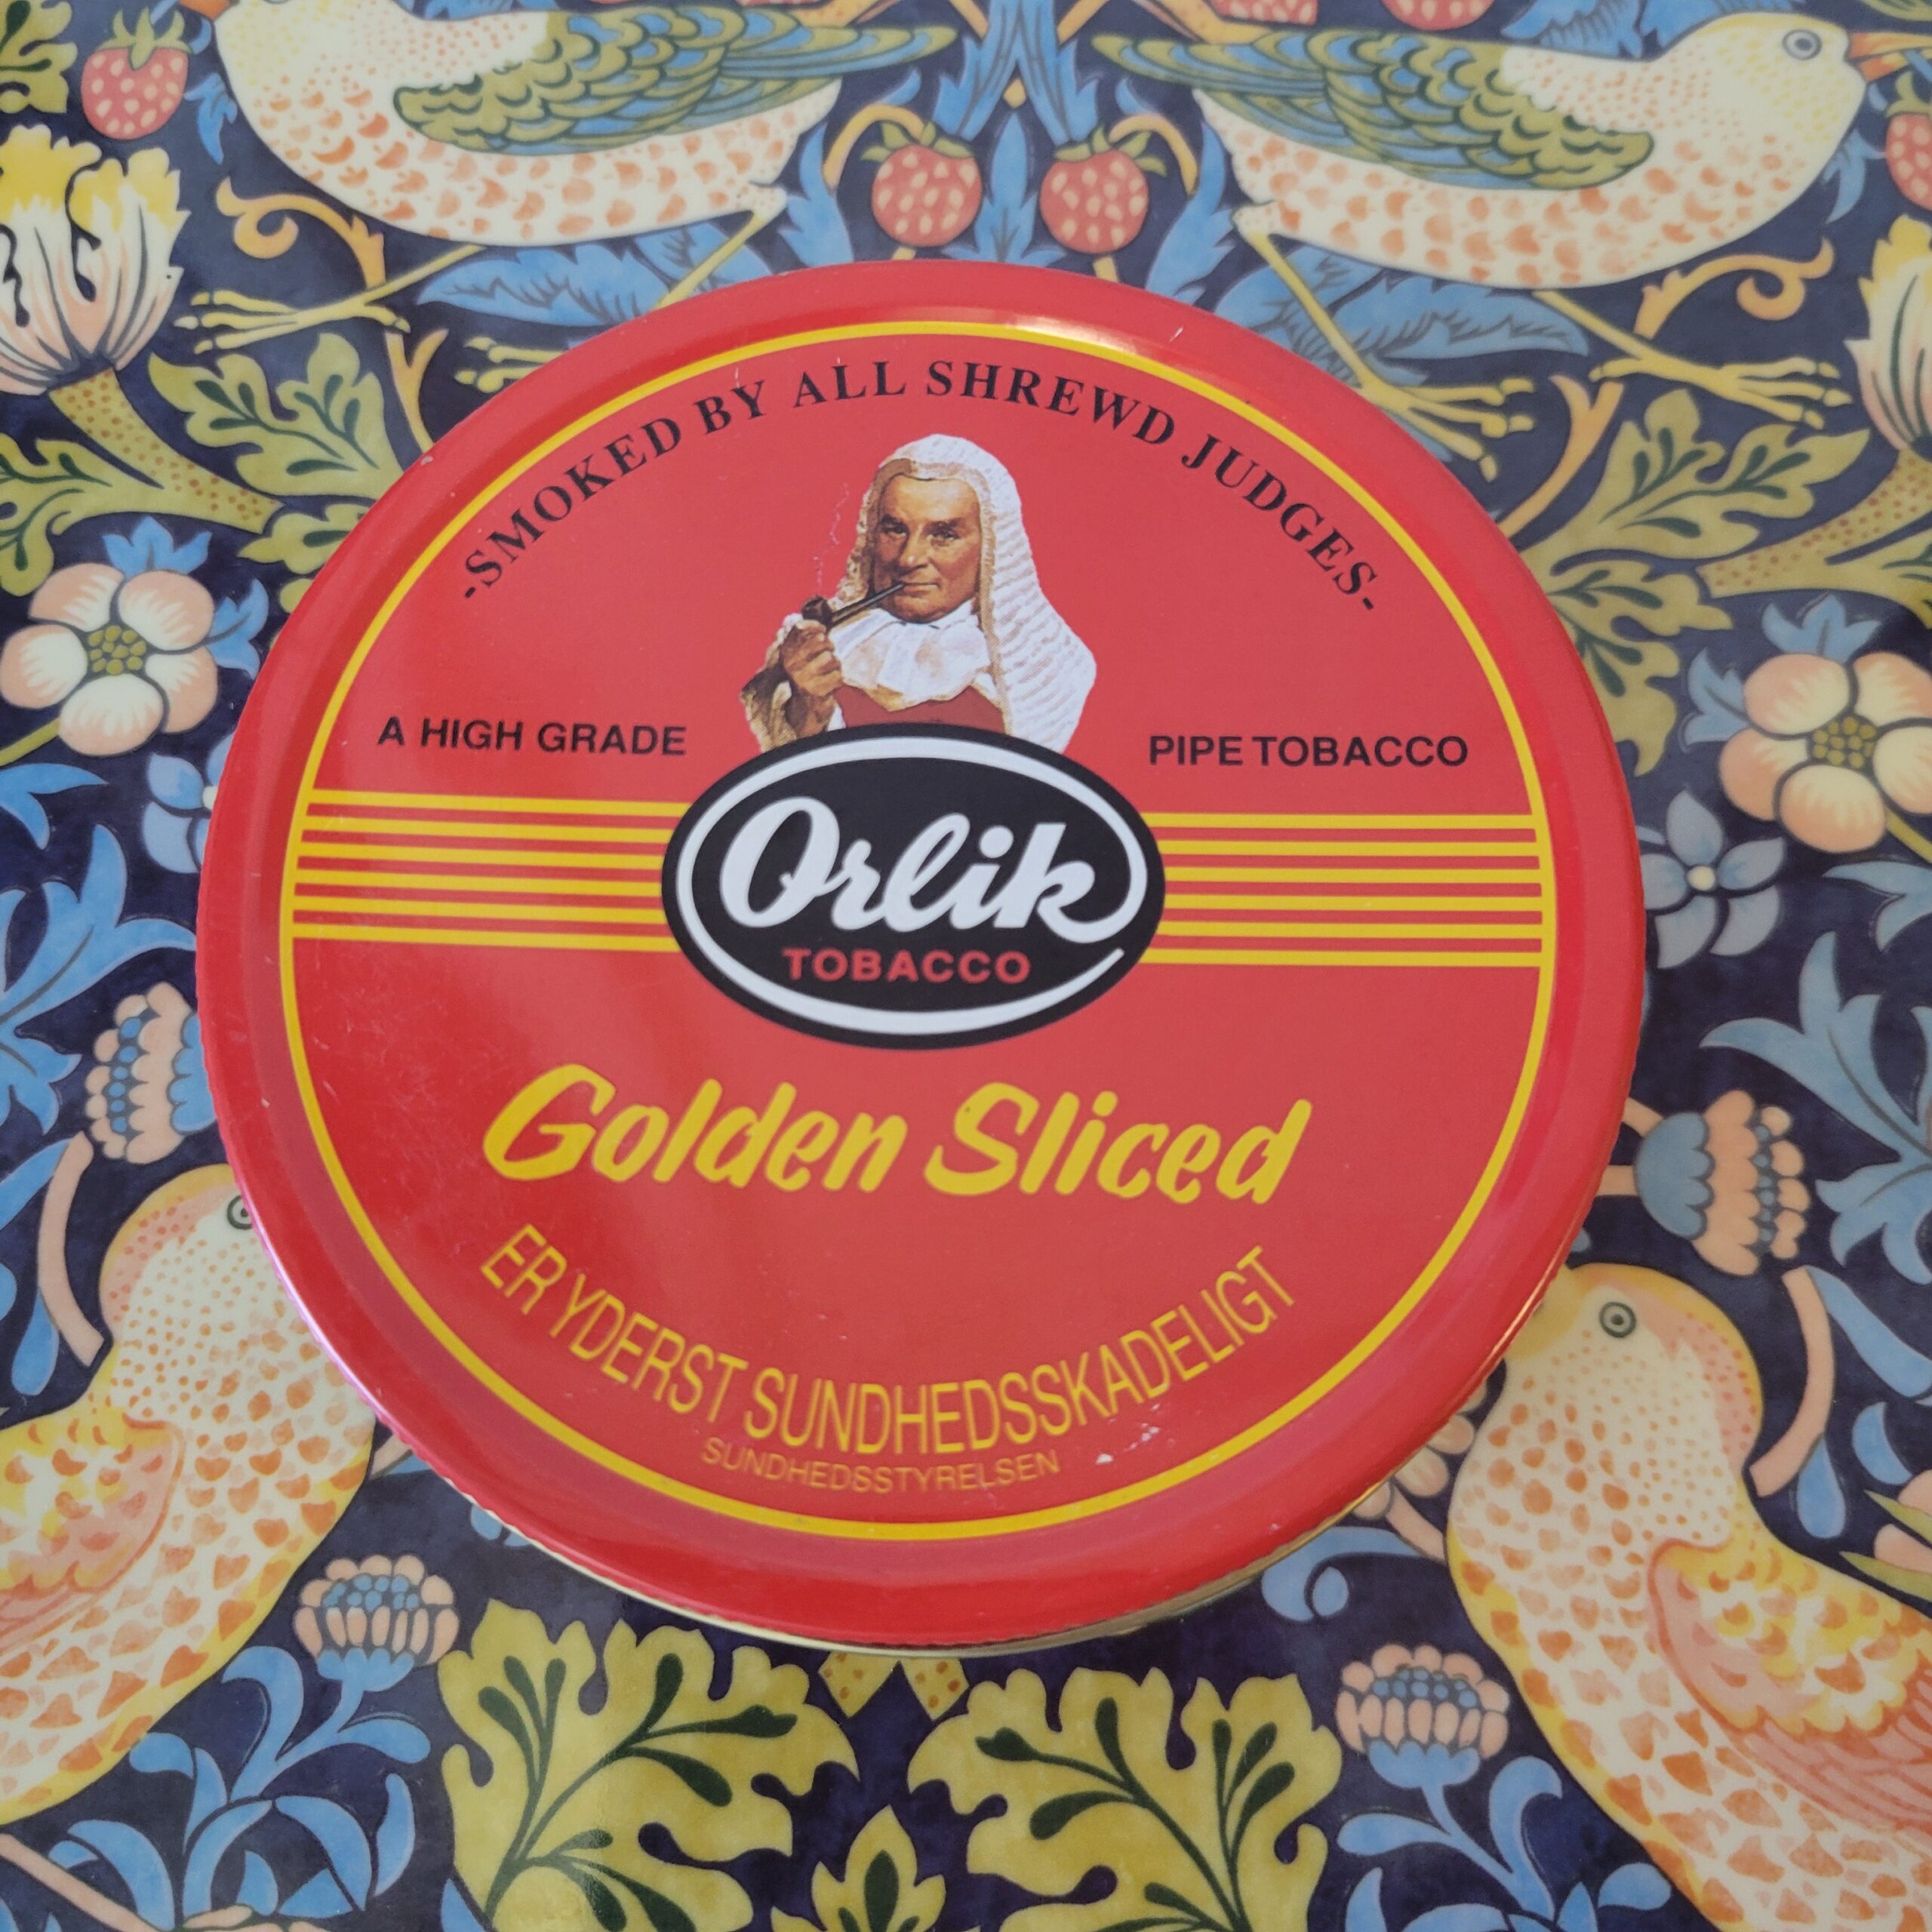 -SMOKED BY ALL SHREWD JUDGES-
A HIGH GRADE PIPE TOBACCO
Orlik
TOBACCO
Golden Sliced
ER YDERST SUNDHEDSSKADELIGT
SUNDHEDSSTYRELSEN